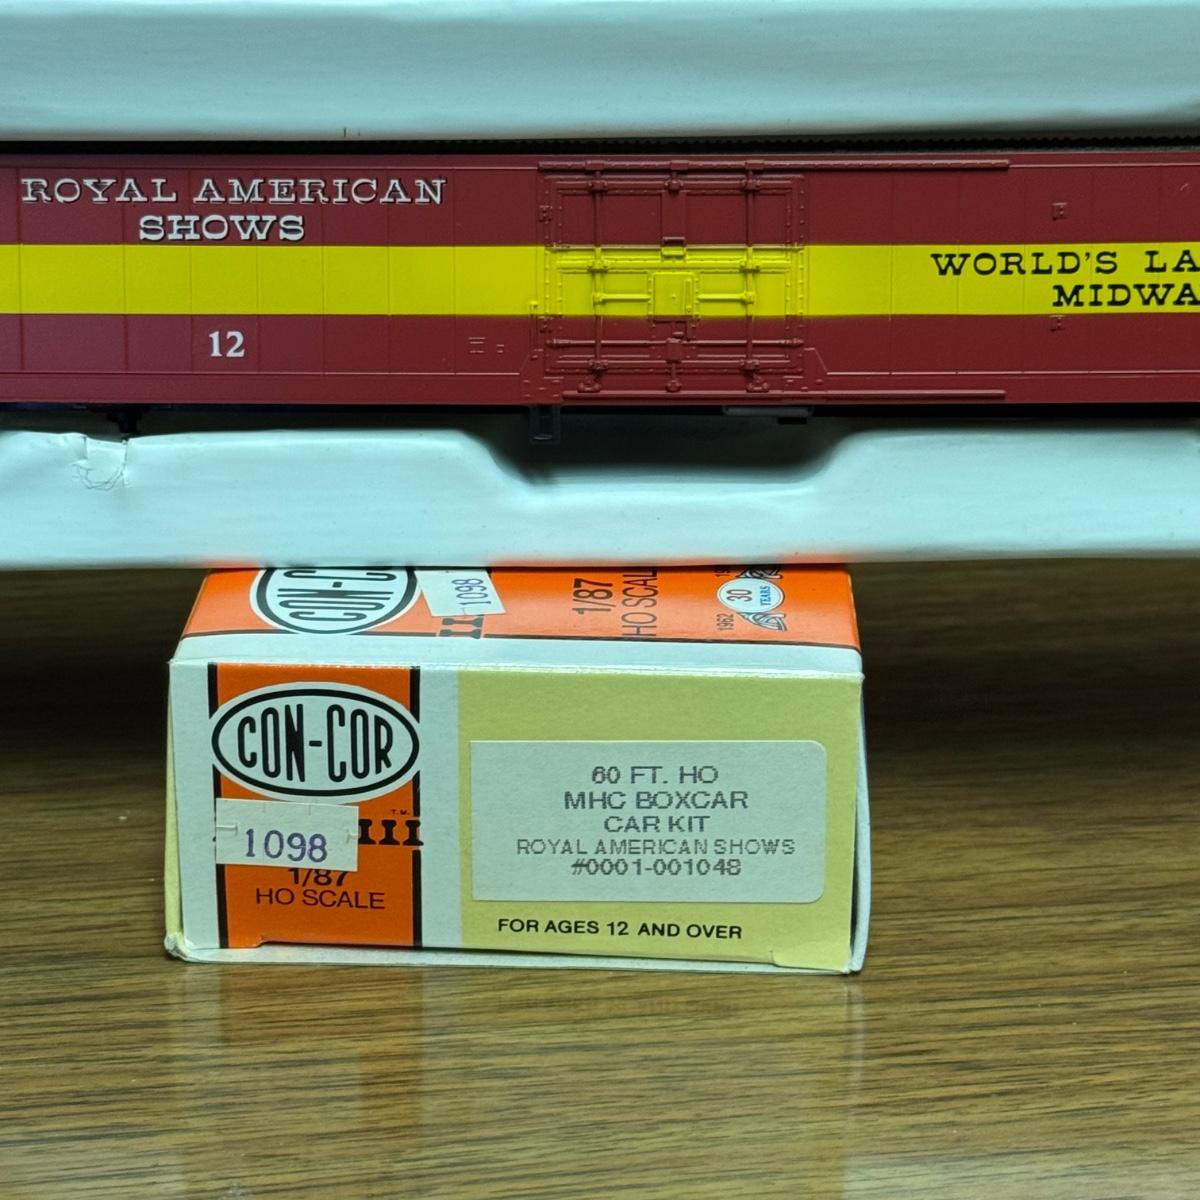 ROYAL AMERICAN
SHOWS
WORLD'S LA
MIDWA
12
CON-C
1098
1/87
HO SCAL
1962
30
YEARS
CON-COR
T.M.
III
1098
1/87
HO SCALE
60 FT. HO
MHC BOXCAR
CAR KIT
ROYAL AMERICAN SHOWS
#0001-001048
FOR AGES 12 AND OVER